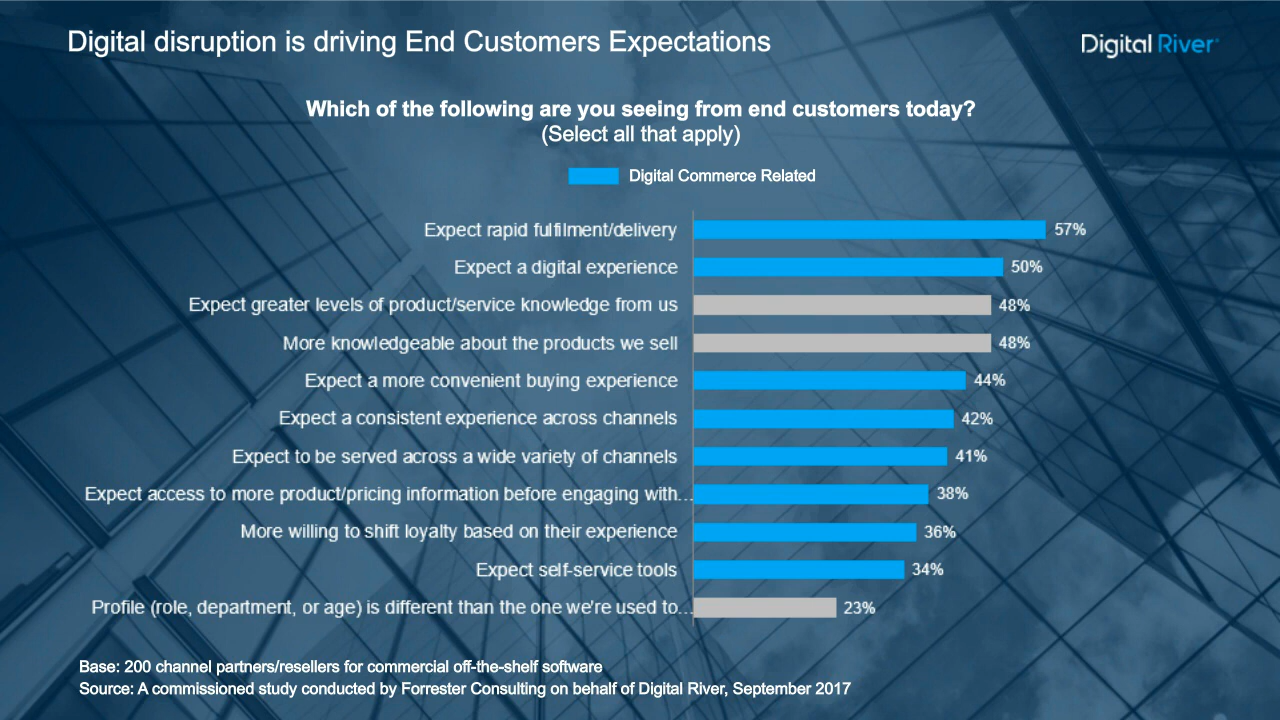 Digital disruption is driving End Customers Expectations
Digital River
Which of the following are you seeing from end customers today?
(Select all that apply)
Digital Commerce Related
Expect rapid fulfilment/delivery 57%
Expect a digital experience 50%
Expect greater levels of product/service knowledge from us 48%
More knowledgeable about the products we sell 48%
Expect a more convenient buying experience 44%
Expect a consistent experience across channels 42%
Expect to be served across a wide variety of channels 41%
Expect access to more product/pricing information before engaging with… 38%
More willing to shift loyalty based on their experience 36%
Expect self-service tools 34%
Profile (role, department, or age) is different than the one we're used to… 23%
Base: 200 channel partners/resellers for commercial off-the-shelf software
Source: A commissioned study conducted by Forrester Consulting on behalf of Digital River, September 2017